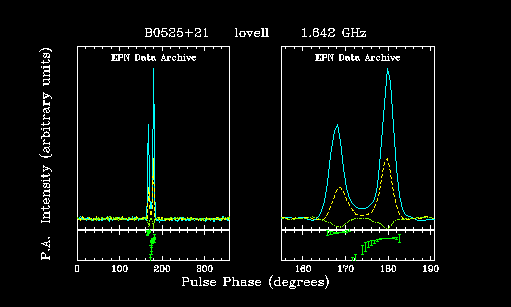 B0525+21 lovell 1.642 GHz
EPN Data Archive EPN Data Archive
P.A. Intensity (arbitrary units)
0 100 200 300 160 170 180 190
Pulse Phase (degrees)